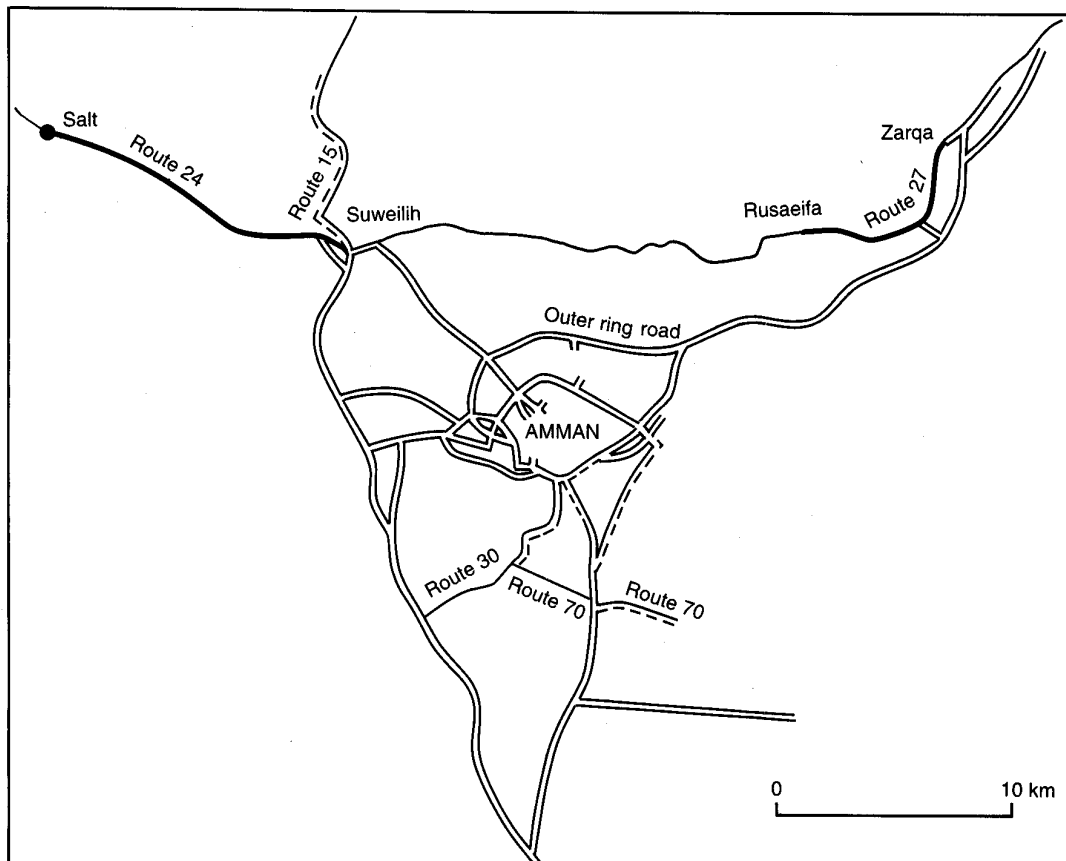 Salt
Route 24
Route 15
Suweilih
Zarqa
Rusaeifa
Route 27
Outer ring road
AMMAN
Route 30
Route 70
Route 70
0
10 km